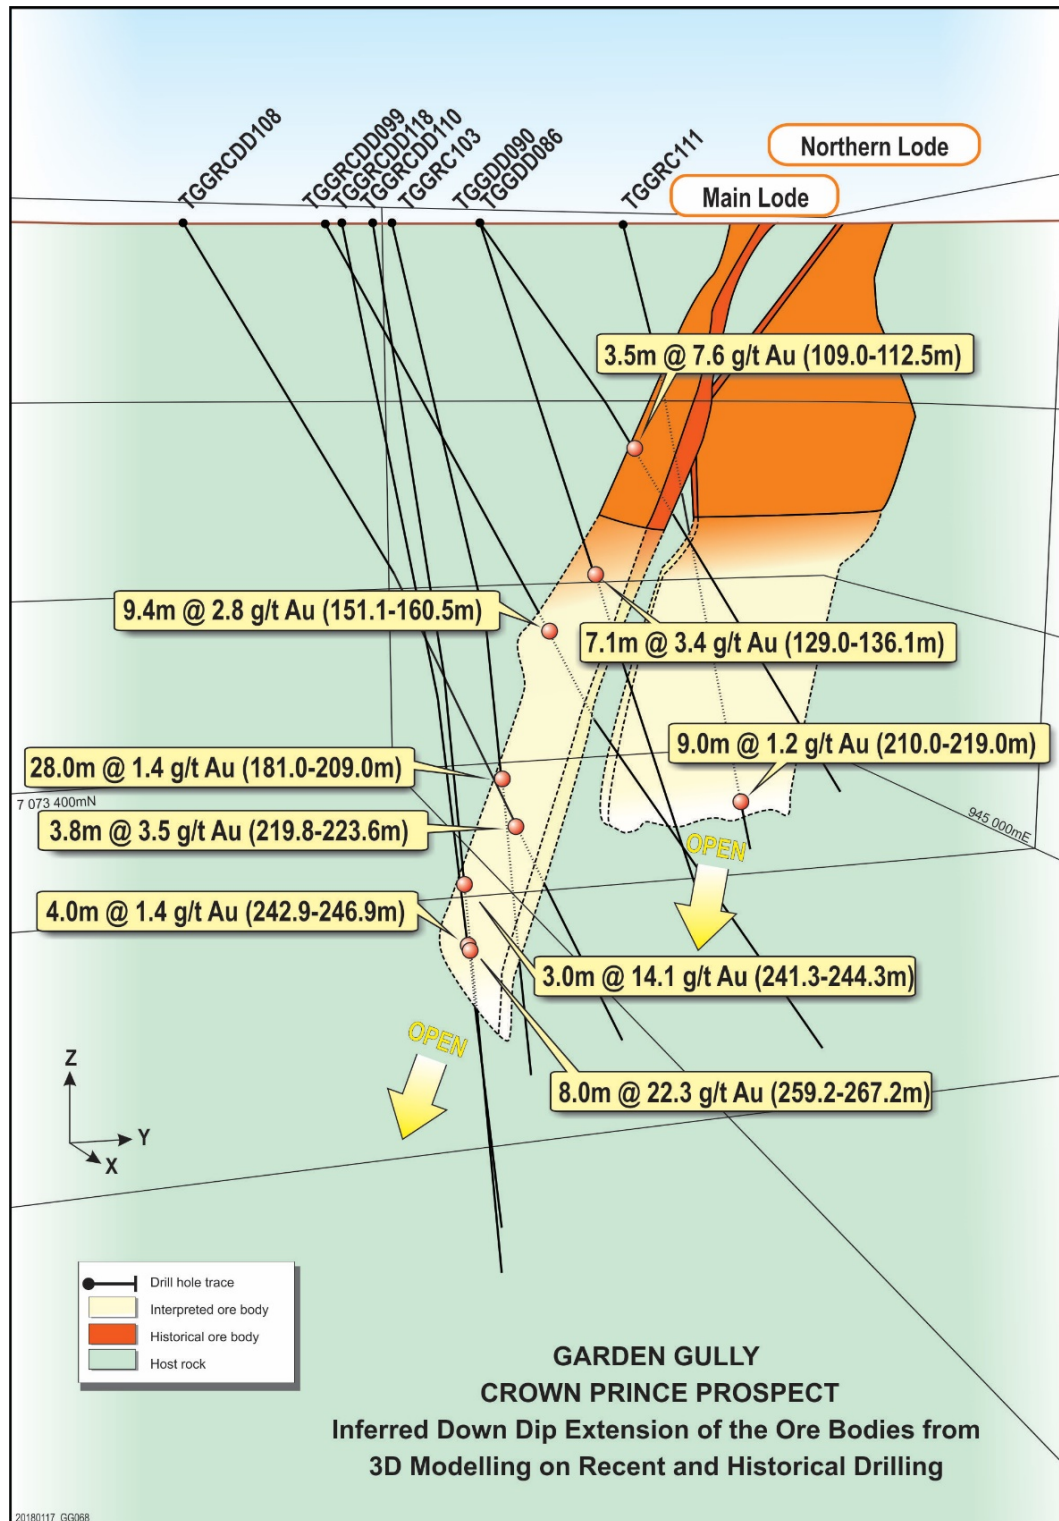 TGGRCDD108
TGGRCDD099
TGGRCDD118
TGGRCDD110
TGGRC103
TGGDD090
TGGDD086
TGGRC111
Northern Lode
Main Lode
3.5m @ 7.6 g/t Au (109.0-112.5m)
9.4m @ 2.8 g/t Au (151.1-160.5m)
7.1m @ 3.4 g/t Au (129.0-136.1m)
9.0m @ 1.2 g/t Au (210.0-219.0m)
28.0m @ 1.4 g/t Au (181.0-209.0m)
7 073 400mN
945 000mE
3.8m @ 3.5 g/t Au (219.8-223.6m)
OPEN
4.0m @ 1.4 g/t Au (242.9-246.9m)
3.0m @ 14.1 g/t Au (241.3-244.3m)
OPEN
8.0m @ 22.3 g/t Au (259.2-267.2m)
Z
Y
X
Drill hole trace
Interpreted ore body
Historical ore body
Host rock
GARDEN GULLY
CROWN PRINCE PROSPECT
Inferred Down Dip Extension of the Ore Bodies from
3D Modelling on Recent and Historical Drilling
20180117_GG068